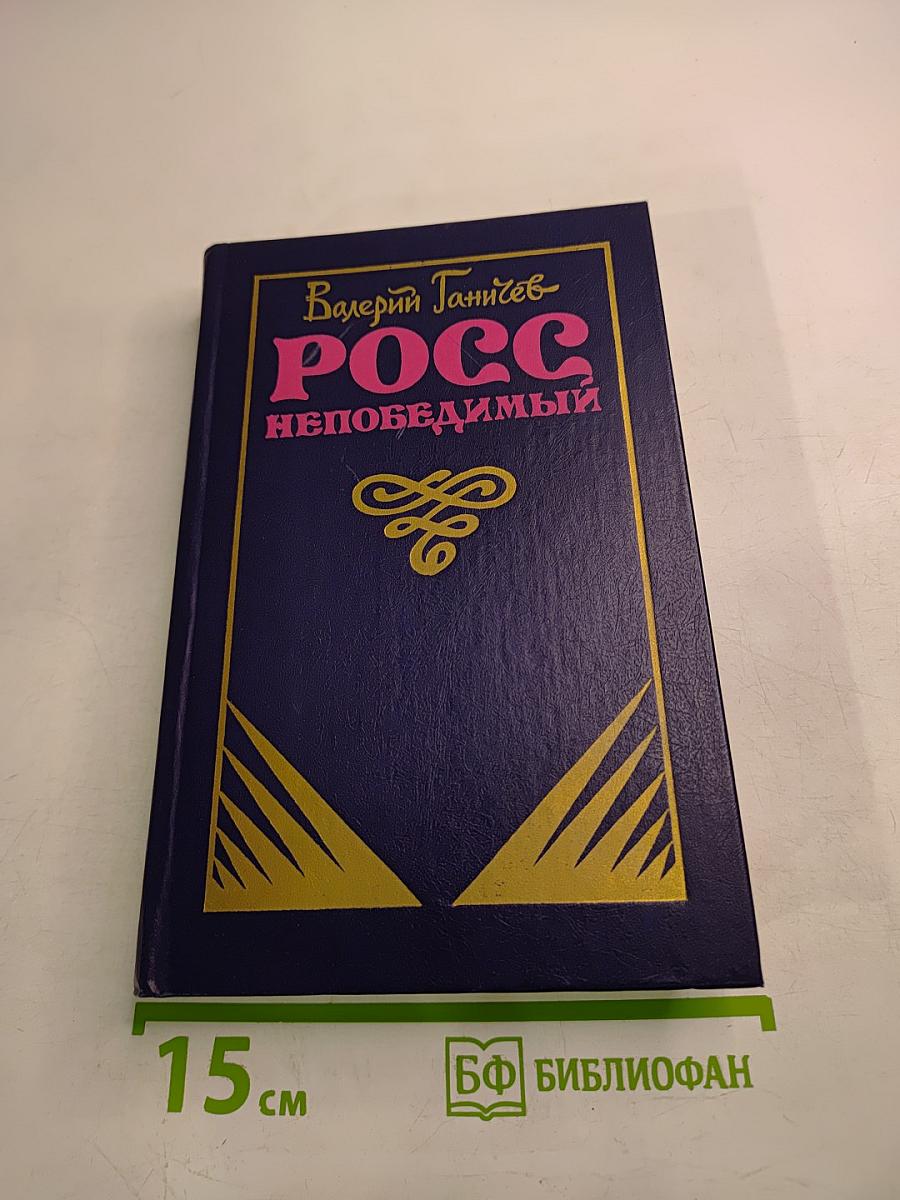 Валерий Ганичев
РОСС
НЕПОБЕДИМЫЙ
15 см
БФ БИБЛИОФАН